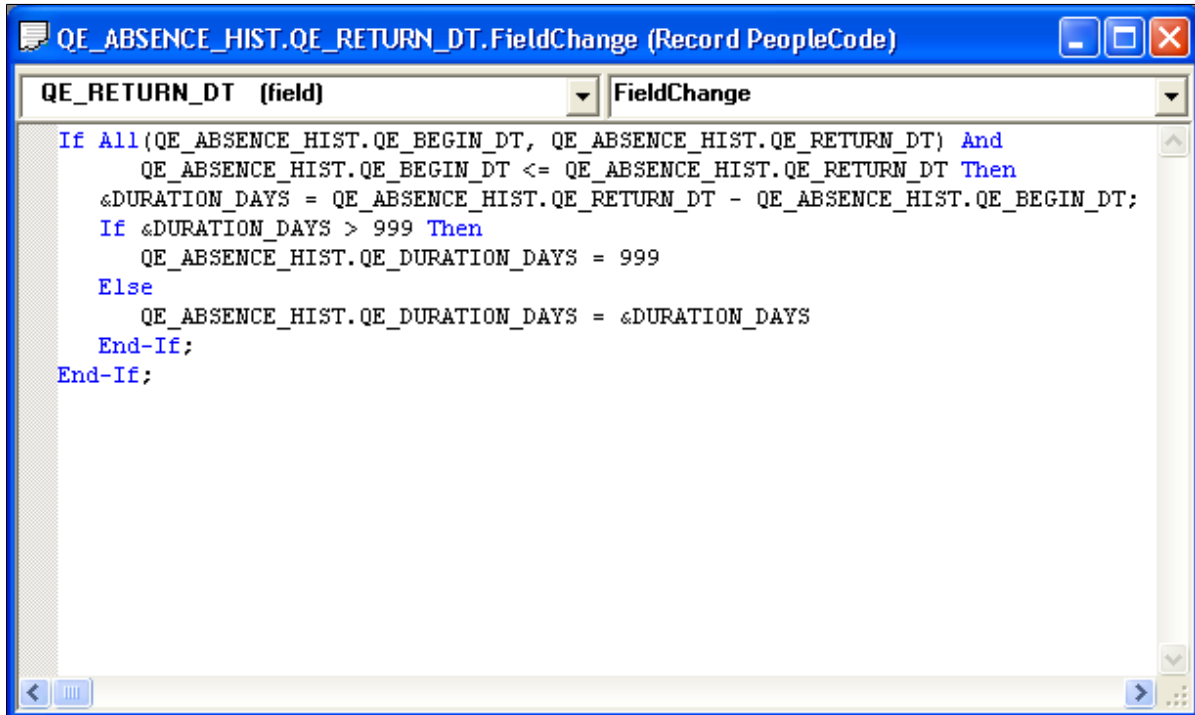 QE_ABSENCE_HIST.QE_RETURN_DT.FieldChange (Record PeopleCode)
QE_RETURN_DT (field) FieldChange
If All(QE_ABSENCE_HIST.QE_BEGIN_DT, QE_ABSENCE_HIST.QE_RETURN_DT) And
QE_ABSENCE_HIST.QE_BEGIN_DT <= QE_ABSENCE_HIST.QE_RETURN_DT Then
&DURATION_DAYS = QE_ABSENCE_HIST.QE_RETURN_DT - QE_ABSENCE_HIST.QE_BEGIN_DT;
If &DURATION_DAYS > 999 Then
QE_ABSENCE_HIST.QE_DURATION_DAYS = 999
Else
QE_ABSENCE_HIST.QE_DURATION_DAYS = &DURATION_DAYS
End-If;
End-If;